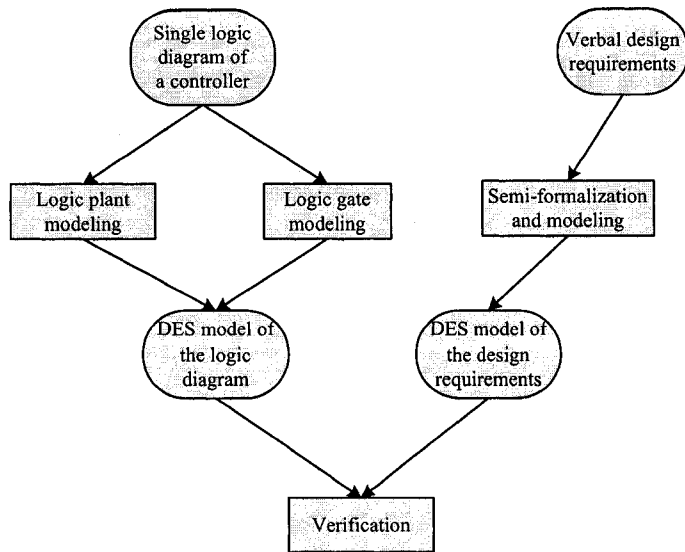 Single logic
diagram of
a controller
Verbal design
requirements
Logic plant
modeling
Logic gate
modeling
Semi-formalization
and modeling
DES model of
the logic
diagram
DES model of
the design
requirements
Verification